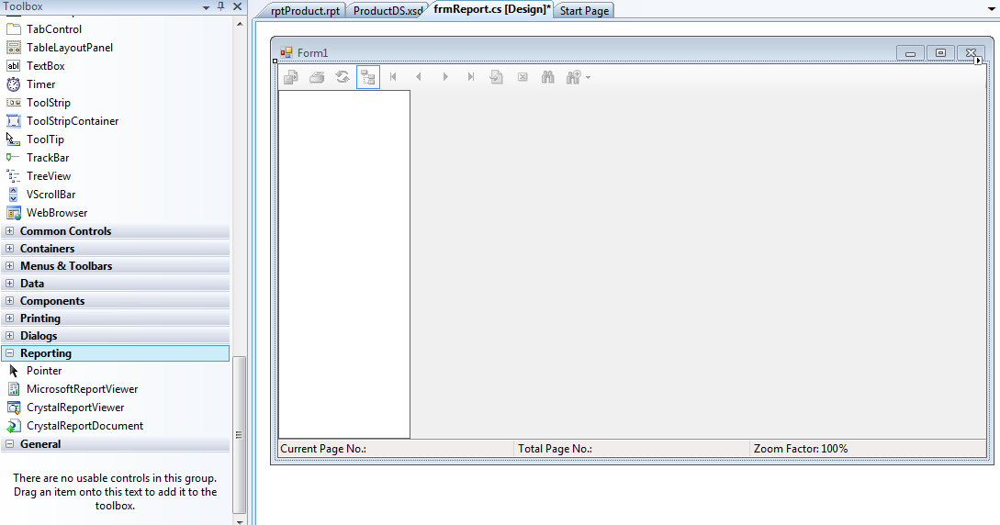 Toolbox
TabControl
TableLayoutPanel
abl TextBox
Timer
ToolStrip
ToolStripContainer
ToolTip
TrackBar
TreeView
VScrollBar
WebBrowser
Common Controls
Containers
Menus & Toolbars
Data
Components
Printing
Dialogs
Reporting
Pointer
MicrosoftReportViewer
CrystalReportViewer
CrystalReportDocument
General
There are no usable controls in this group.
Drag an item onto this text to add it to the
toolbox.
rptProduct.rpt ProductDS.xsd frmReport.cs [Design]* Start Page
Form1
Current Page No.: Total Page No.: Zoom Factor: 100%